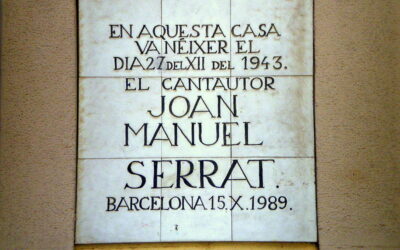 EN AQUESTA CASA
VA NÉIXER EL
DIA 27 DEL XII DEL 1943.
EL CANTAUTOR
JOAN
MANUEL
SERRAT.
BARCELONA 15.X.1989.